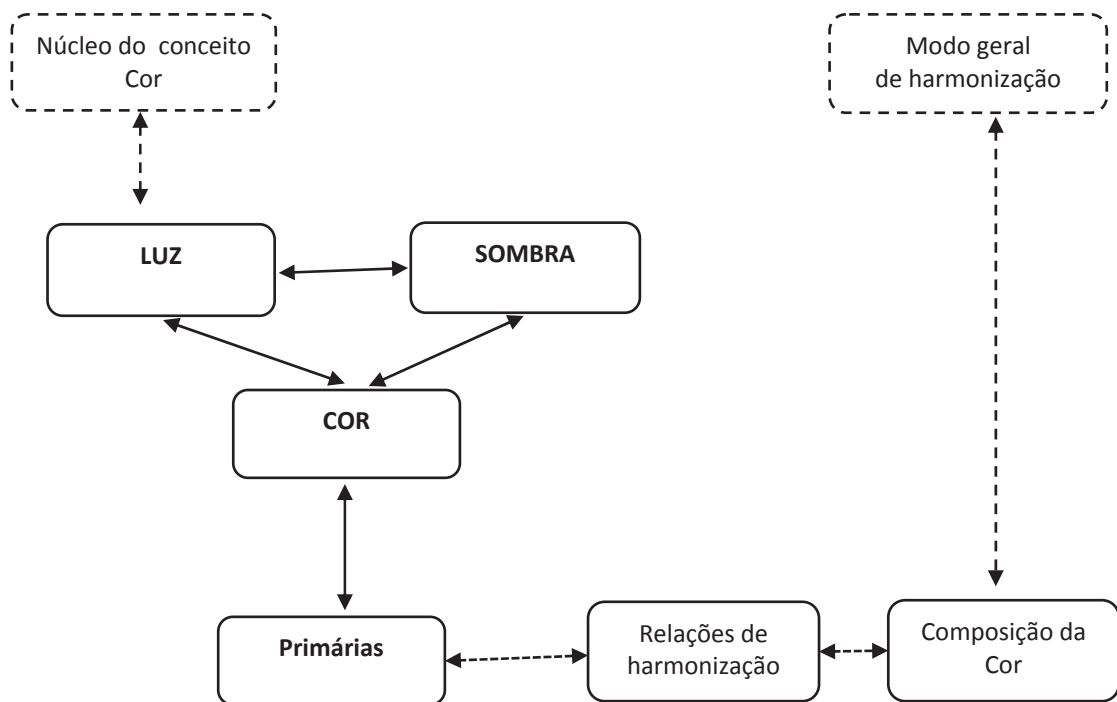 Núcleo do conceito
Cor
Modo geral
de harmonização
LUZ
SOMBRA
COR
Primárias
Relações de
harmonização
Composição da
Cor